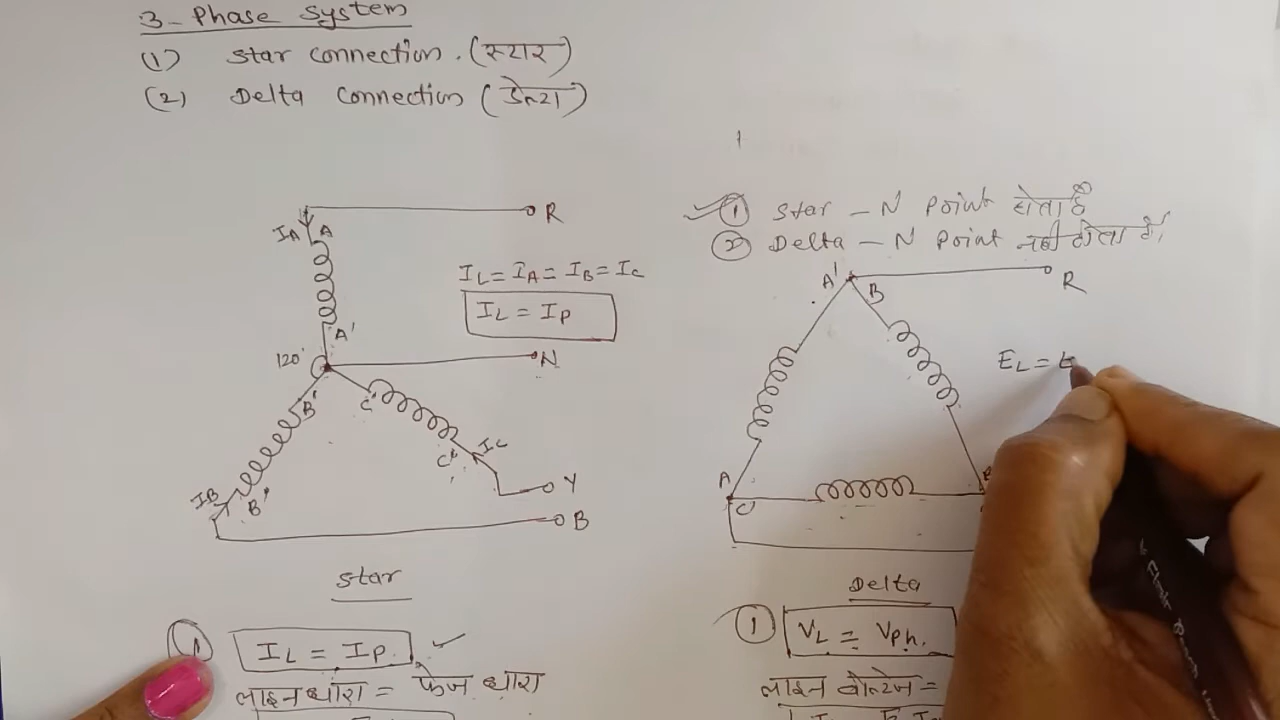 3-Phase system
(1) Star connection. (स्टार)
(2) Delta connection (डेल्टा)
① Star – N Point होता है
② Delta – N Point नहीं होता है।
IA A
R
IL = IA = IB = IC
IL = IP
A'
120°
N
B'
C'
IC
C"
IB
B"
Y
B
A'
B
R
EL = E
A
C'
Star
① IL = IP.
लाइन धारा = फेज धारा
Delta
① VL = VPh.
लाइन वोल्टेज =